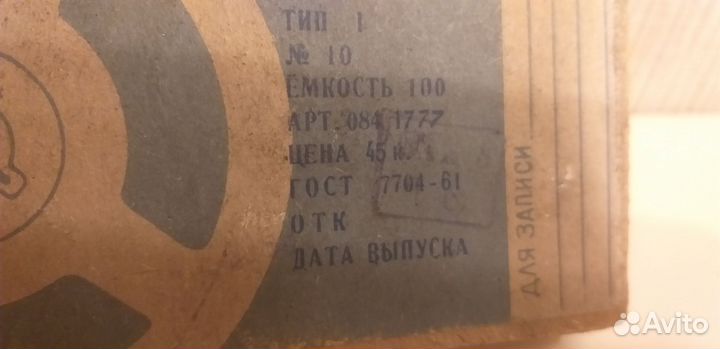 ТИП 1
№ 10
ЕМКОСТЬ 100
АРТ. 084 1777
ЦЕНА 45 к.
ГОСТ 7704-61
ОТК
ДАТА ВЫПУСКА
ДЛЯ ЗАПИСИ
Avito